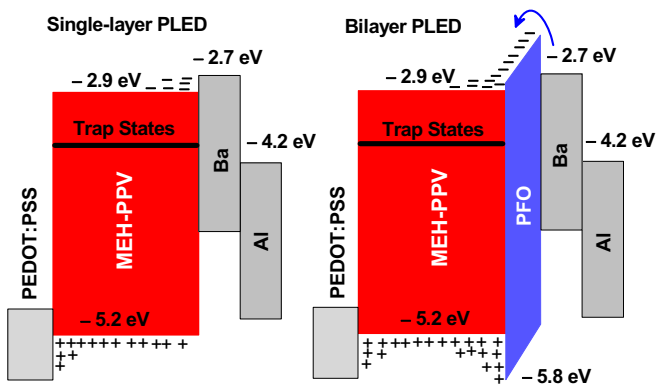 Single-layer PLED
– 2.7 eV
– 2.9 eV
Trap States
– 4.2 eV
Ba
MEH-PPV
Al
PEDOT:PSS
– 5.2 eV
Bilayer PLED
– 2.7 eV
– 2.9 eV
Trap States
– 4.2 eV
Ba
PFO
MEH-PPV
Al
PEDOT:PSS
– 5.2 eV
– 5.8 eV